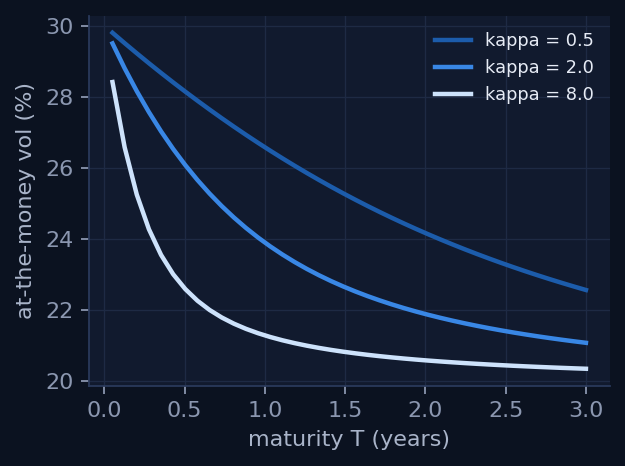 30
28
26
24
22
20
at-the-money vol (%)
kappa = 0.5
kappa = 2.0
kappa = 8.0
0.0 0.5 1.0 1.5 2.0 2.5 3.0
maturity T (years)